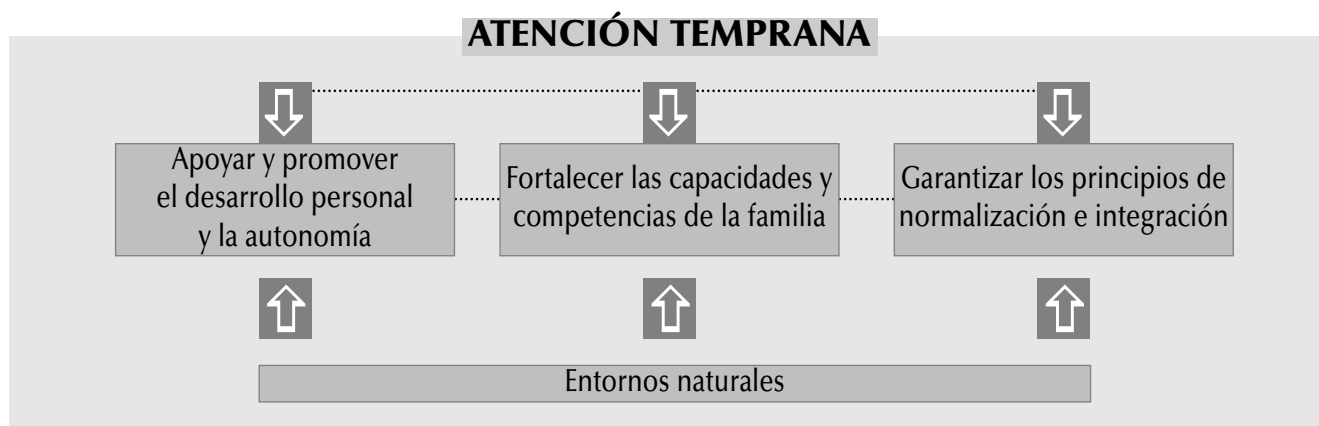 ATENCIÓN TEMPRANA
Apoyar y promover
el desarrollo personal
y la autonomía
Fortalecer las capacidades y
competencias de la familia
Garantizar los principios de
normalización e integración
Entornos naturales